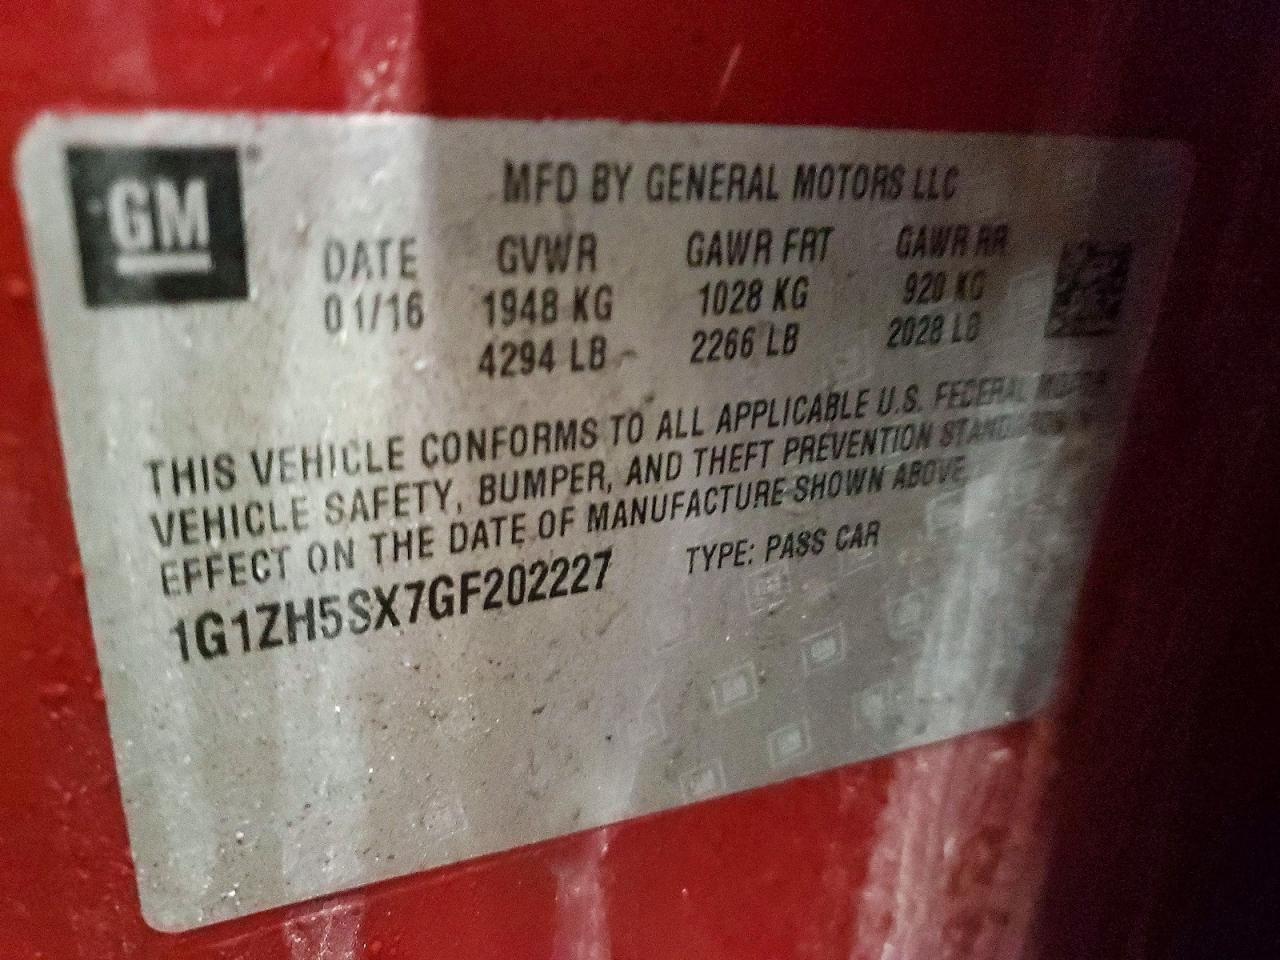 GM
MFD BY GENERAL MOTORS LLC
DATE GVWR GAWR FRT GAWR RR
01/16 1948 KG 1028 KG 920 KG
4294 LB 2266 LB 2028 LB
THIS VEHICLE CONFORMS TO ALL APPLICABLE U.S. FEDERAL MOTOR
VEHICLE SAFETY, BUMPER, AND THEFT PREVENTION STANDARDS
EFFECT ON THE DATE OF MANUFACTURE SHOWN ABOVE
1G1ZH5SX7GF202227 TYPE: PASS CAR